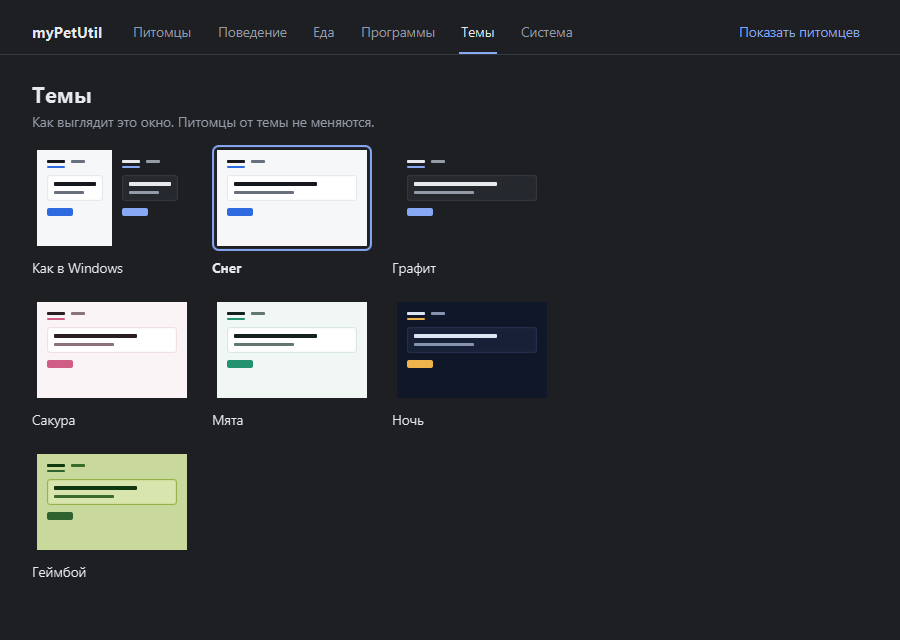 myPetUtil Питомцы Поведение Еда Программы Темы Система Показать питомцев
Темы
Как выглядит это окно. Питомцы от темы не меняются.
Как в Windows Снег Графит
Сакура Мята Ночь
Геймбой